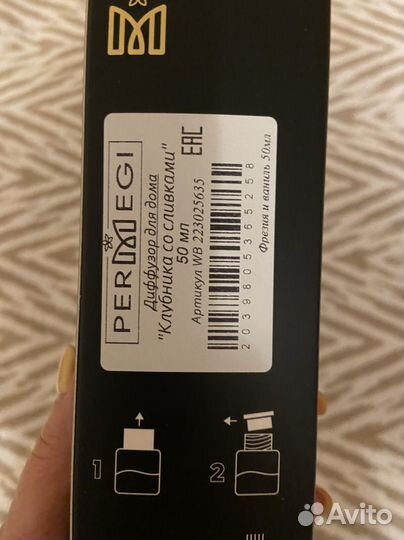 PERMEGI
Диффузор для дома
"Клубника со сливками"
50 мл
Артикул WB 223025635
EAC
2039805365258
Фрезия и ваниль 50мл
1
2
Avito